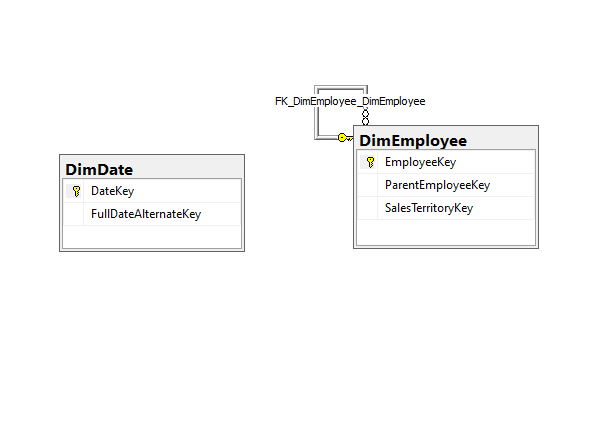 FK_DimEmployee_DimEmployee
DimDate
DateKey
FullDateAlternateKey
DimEmployee
EmployeeKey
ParentEmployeeKey
SalesTerritoryKey